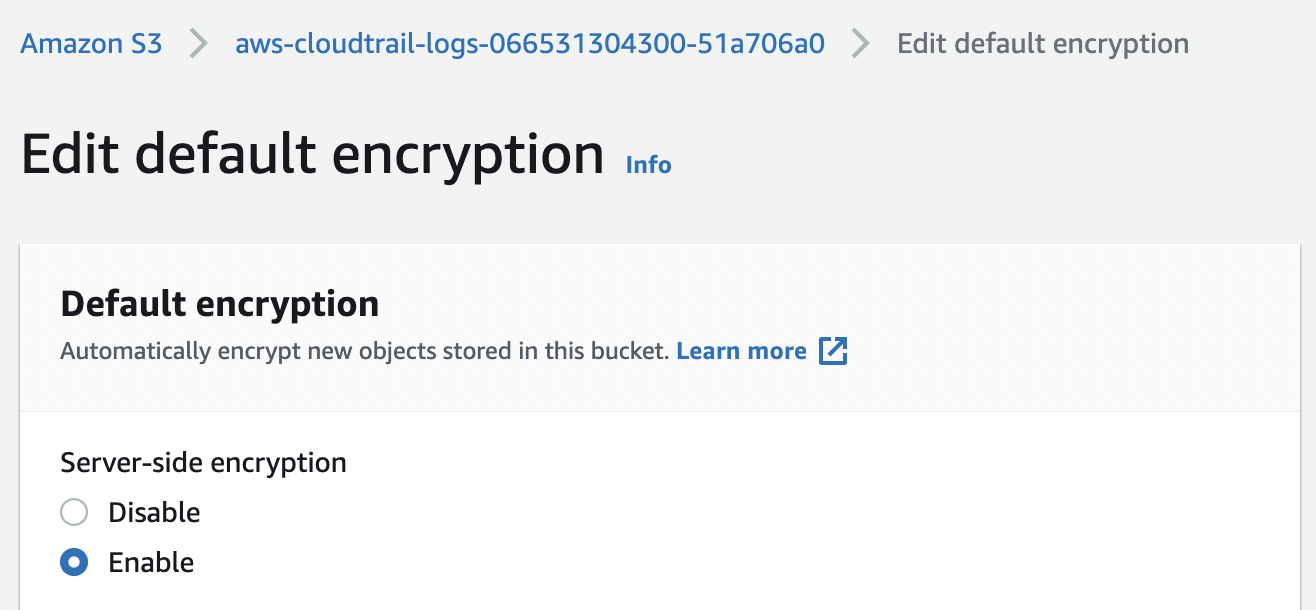 Amazon S3 > aws-cloudtrail-logs-066531304300-51a706a0 > Edit default encryption
Edit default encryption Info
Default encryption
Automatically encrypt new objects stored in this bucket. Learn more
Server-side encryption
Disable
Enable